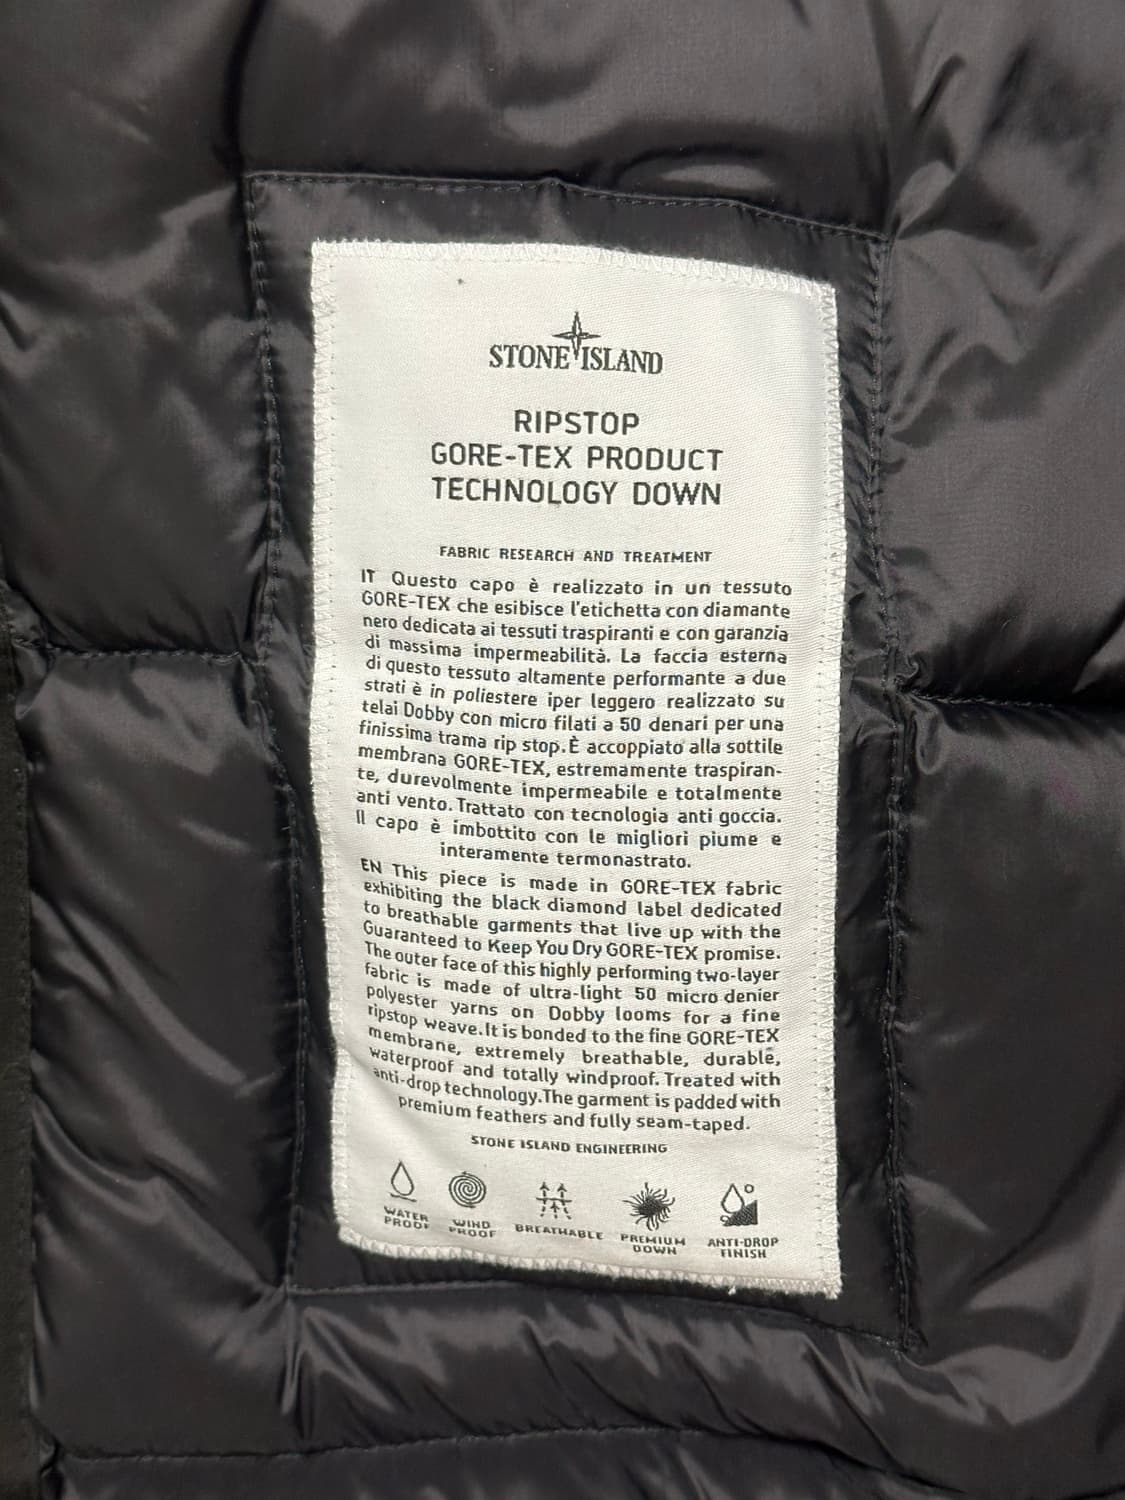 STONE ISLAND
RIPSTOP
GORE-TEX PRODUCT
TECHNOLOGY DOWN
FABRIC RESEARCH AND TREATMENT
IT Questo capo è realizzato in un tessuto
GORE-TEX che esibisce l'etichetta con diamante
nero dedicata ai tessuti traspiranti e con garanzia
di massima impermeabilità. La faccia esterna
di questo tessuto altamente performante a due
strati è in poliestere iper leggero realizzato su
telai Dobby con micro filati a 50 denari per una
finissima trama rip stop. È accoppiato alla sottile
membrana GORE-TEX, estremamente traspiran-
te, durevolmente impermeabile e totalmente
anti vento. Trattato con tecnologia anti goccia.
Il capo è imbottito con le migliori piume e
interamente termonastrato.
EN This piece is made in GORE-TEX fabric
exhibiting the black diamond label dedicated
to breathable garments that live up with the
Guaranteed to Keep You Dry GORE-TEX promise.
The outer face of this highly performing two-layer
fabric is made of ultra-light 50 micro denier
polyester yarns on Dobby looms for a fine
ripstop weave. It is bonded to the fine GORE-TEX
membrane, extremely breathable, durable,
waterproof and totally windproof. Treated with
anti-drop technology. The garment is padded with
premium feathers and fully seam-taped.
STONE ISLAND ENGINEERING
WATER PROOF
WIND PROOF
BREATHABLE
PREMIUM DOWN
ANTI-DROP FINISH